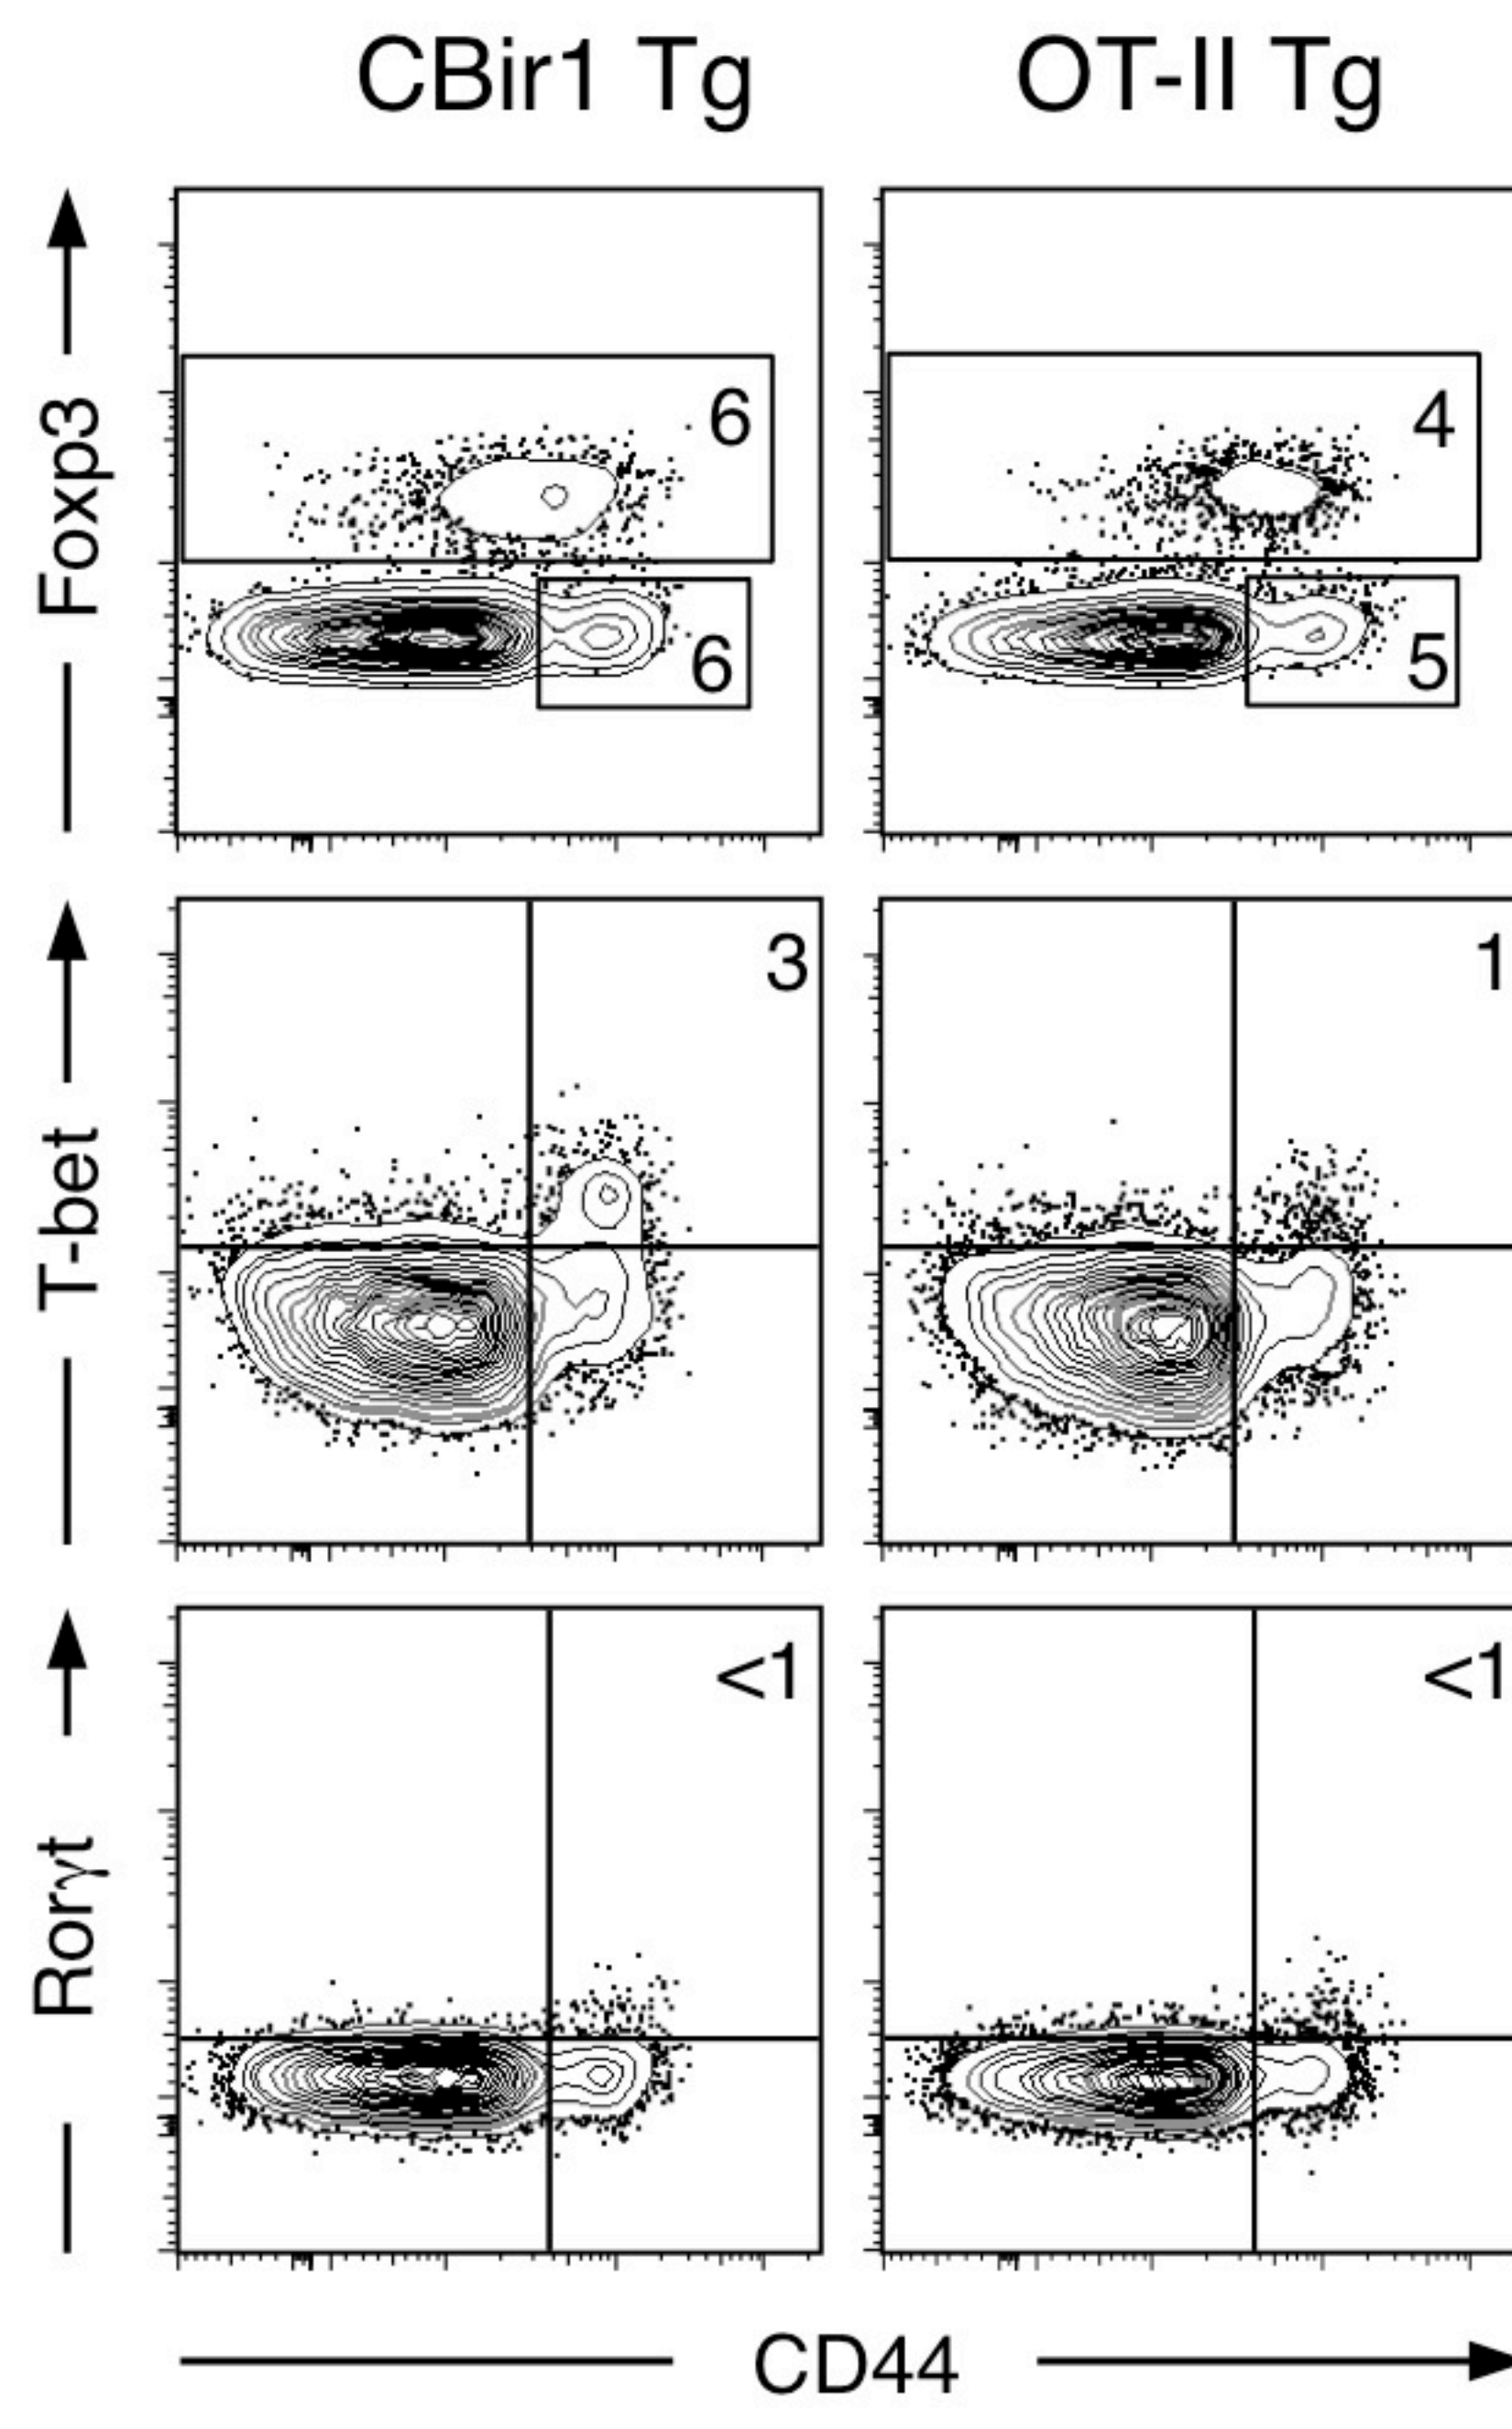 CBir1 Tg OT-II Tg
Foxp3
6 4
6 5
T-bet
3 1
Rorγt
<1 <1
CD44